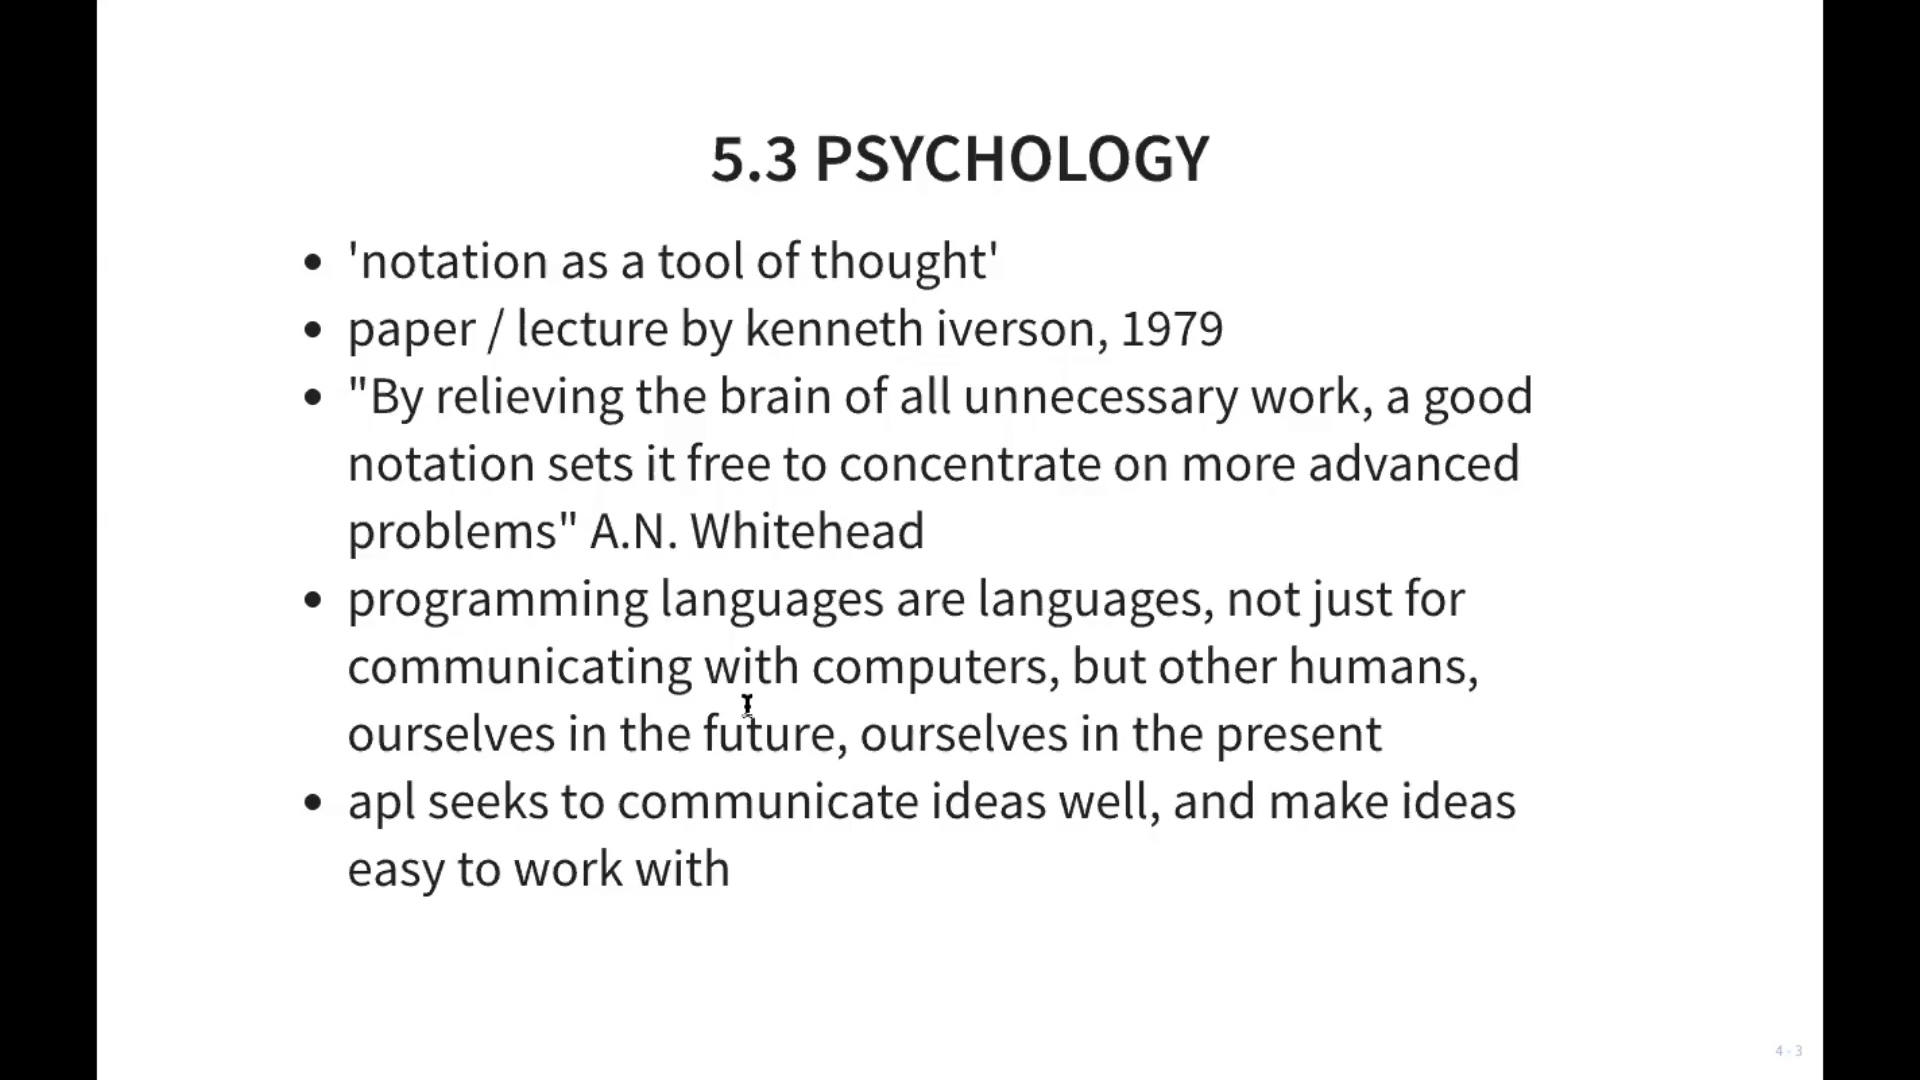 5.3 PSYCHOLOGY
• 'notation as a tool of thought'
• paper / lecture by kenneth iverson, 1979
• "By relieving the brain of all unnecessary work, a good
notation sets it free to concentrate on more advanced
problems" A.N. Whitehead
• programming languages are languages, not just for
communicating with computers, but other humans,
ourselves in the future, ourselves in the present
• apl seeks to communicate ideas well, and make ideas
easy to work with
4 · 3